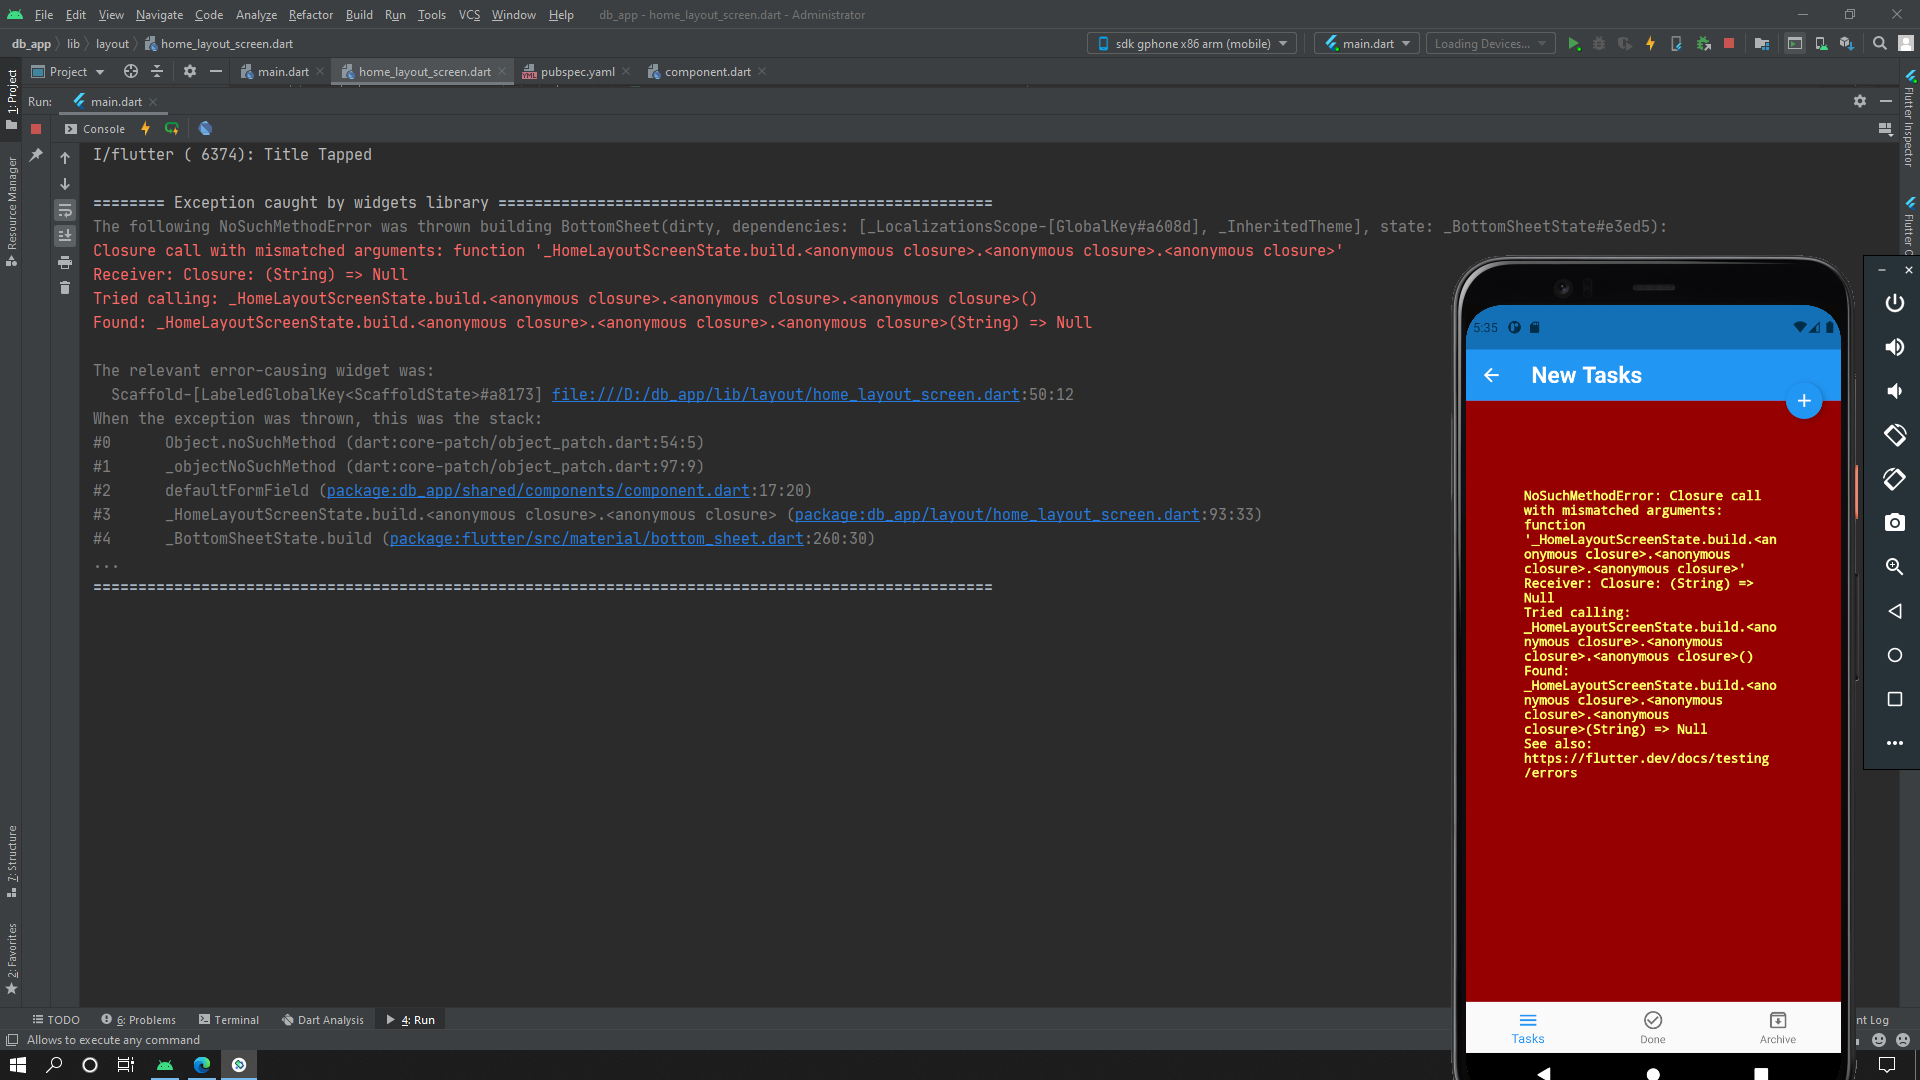 File Edit View Navigate Code Analyze Refactor Build Run Tools VCS Window Help db_app - home_layout_screen.dart - Administrator
db_app lib layout home_layout_screen.dart sdk gphone x86 arm (mobile) main.dart Loading Devices...
Project main.dart home_layout_screen.dart pubspec.yaml component.dart
Run: main.dart
Console
I/flutter ( 6374): Title Tapped
======== Exception caught by widgets library =======================================================
The following NoSuchMethodError was thrown building BottomSheet(dirty, dependencies: [_LocalizationsScope-[GlobalKey#a608d], _InheritedTheme], state: _BottomSheetState#e3ed5):
Closure call with mismatched arguments: function '_HomeLayoutScreenState.build.<anonymous closure>.<anonymous closure>.<anonymous closure>'
Receiver: Closure: (String) => Null
Tried calling: _HomeLayoutScreenState.build.<anonymous closure>.<anonymous closure>.<anonymous closure>()
Found: _HomeLayoutScreenState.build.<anonymous closure>.<anonymous closure>.<anonymous closure>(String) => Null
The relevant error-causing widget was:
Scaffold-[LabeledGlobalKey<ScaffoldState>#a8173] file:///D:/db_app/lib/layout/home_layout_screen.dart:50:12
When the exception was thrown, this was the stack:
#0 Object.noSuchMethod (dart:core-patch/object_patch.dart:54:5)
#1 _objectNoSuchMethod (dart:core-patch/object_patch.dart:97:9)
#2 defaultFormField (package:db_app/shared/components/component.dart:17:20)
#3 _HomeLayoutScreenState.build.<anonymous closure>.<anonymous closure> (package:db_app/layout/home_layout_screen.dart:93:33)
#4 _BottomSheetState.build (package:flutter/src/material/bottom_sheet.dart:260:30)
...
====================================================================================================
1: Project
Resource Manager
7: Structure
2: Favorites
Flutter Inspector
5:35
New Tasks
NoSuchMethodError: Closure call
with mismatched arguments:
function
'_HomeLayoutScreenState.build.<an
onymous closure>.<anonymous
closure>.<anonymous closure>'
Receiver: Closure: (String) =>
Null
Tried calling:
_HomeLayoutScreenState.build.<ano
nymous closure>.<anonymous
closure>.<anonymous closure>()
Found:
_HomeLayoutScreenState.build.<ano
nymous closure>.<anonymous
closure>.<anonymous
closure>(String) => Null
See also:
https://flutter.dev/docs/testing
/errors
Tasks Done Archive
TODO 6: Problems Terminal Dart Analysis 4: Run nt Log
Allows to execute any command